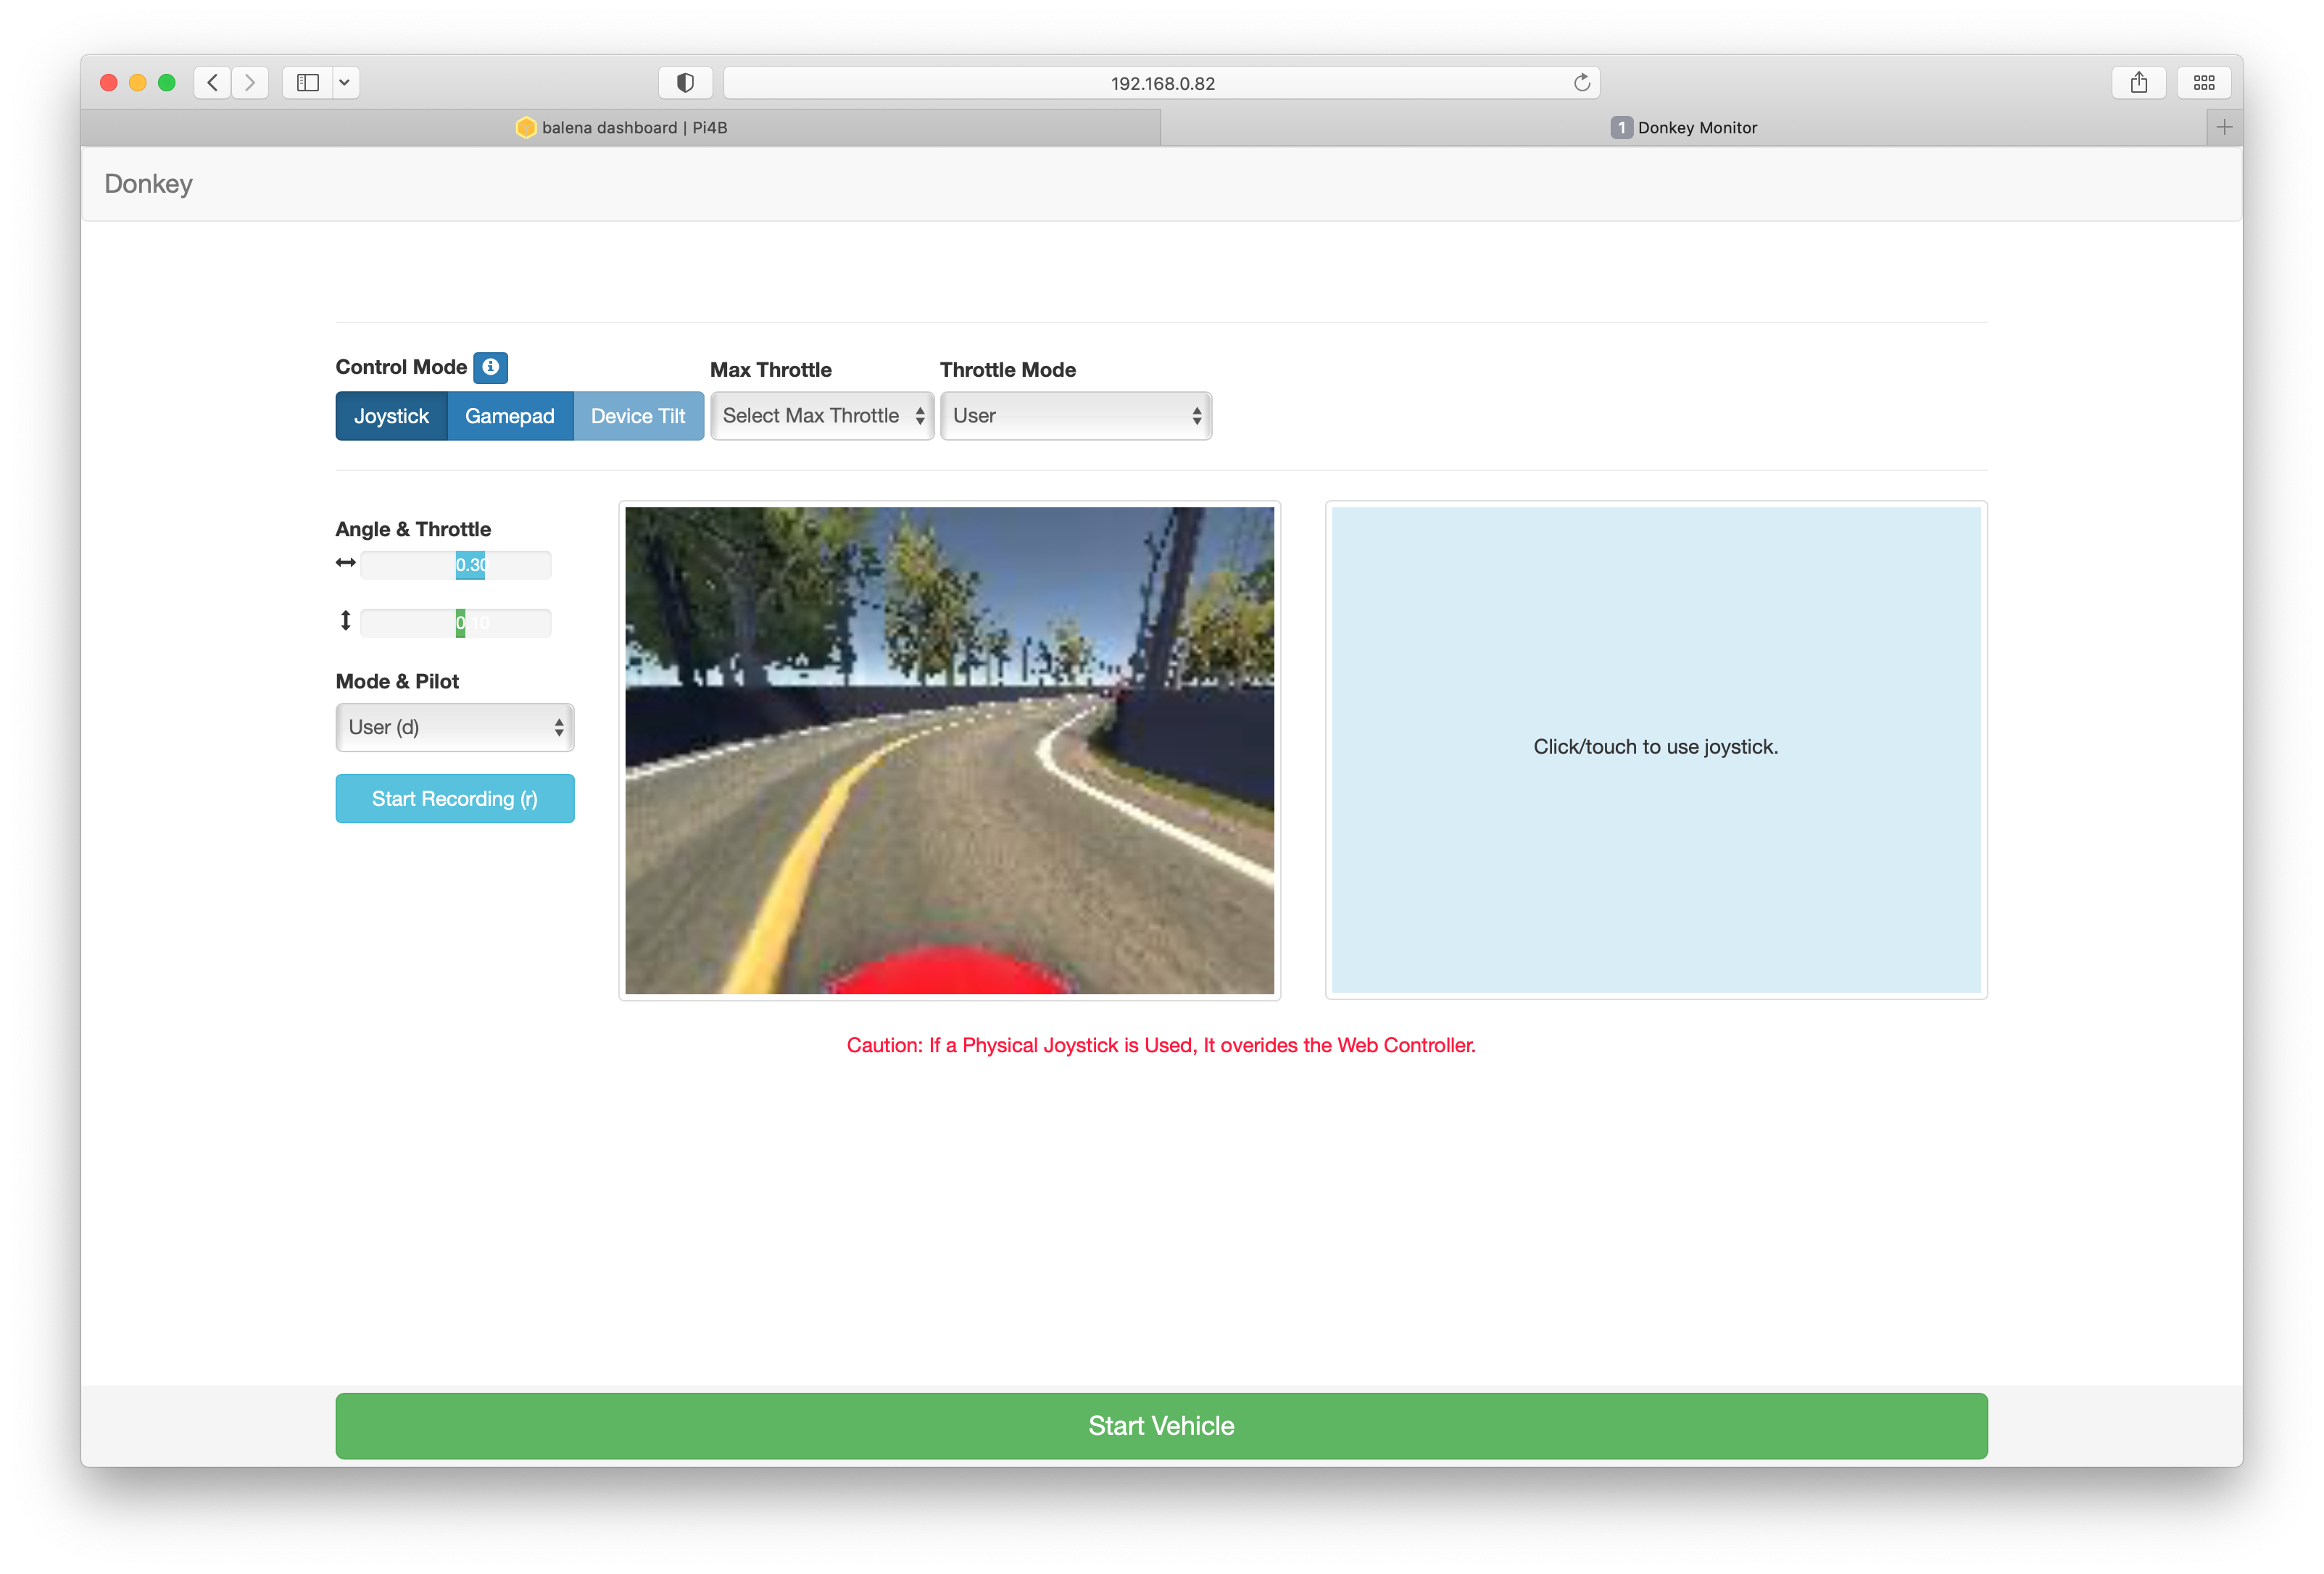 192.168.0.82
balena dashboard | Pi4B
1 Donkey Monitor
Donkey
Control Mode
Max Throttle
Throttle Mode
Joystick
Gamepad
Device Tilt
Select Max Throttle
User
Angle & Throttle
0.30
0.10
Mode & Pilot
User (d)
Start Recording (r)
Click/touch to use joystick.
Caution: If a Physical Joystick is Used, It overides the Web Controller.
Start Vehicle